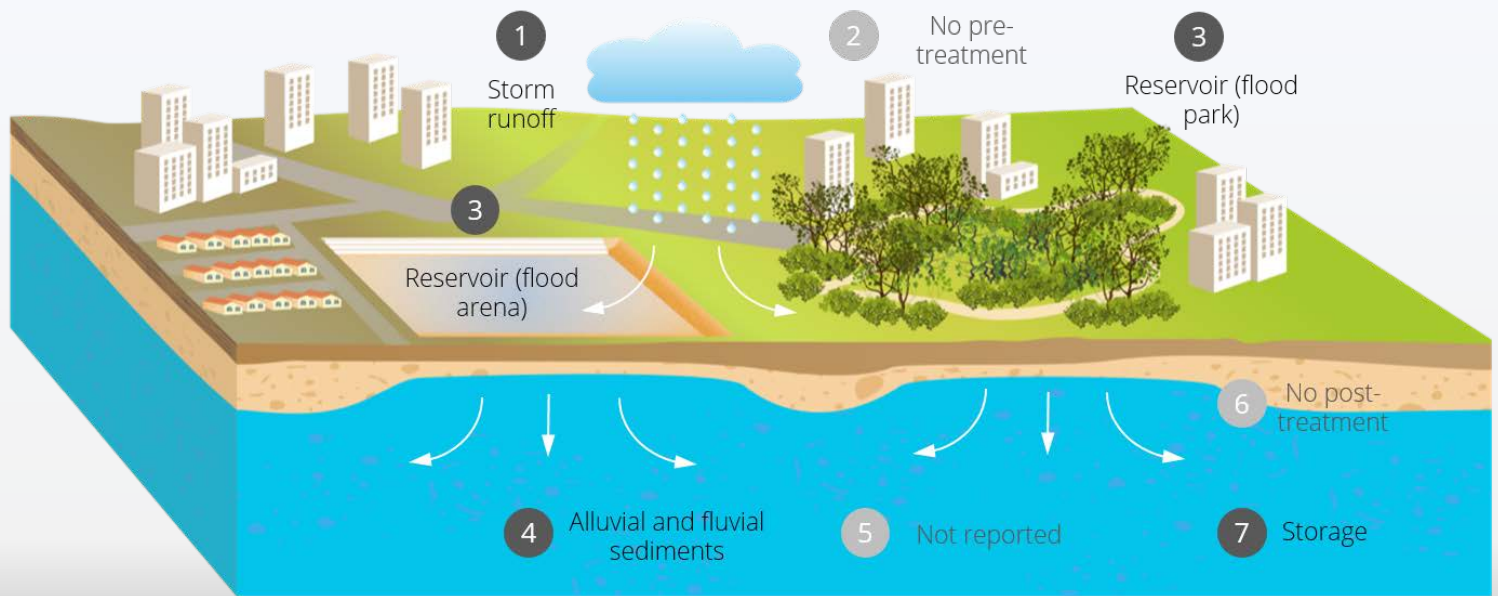 1
Storm
runoff
2
No pre-
treatment
3
Reservoir (flood
park)
3
Reservoir (flood
arena)
6
No post-
treatment
4
Alluvial and fluvial
sediments
5
Not reported
7
Storage